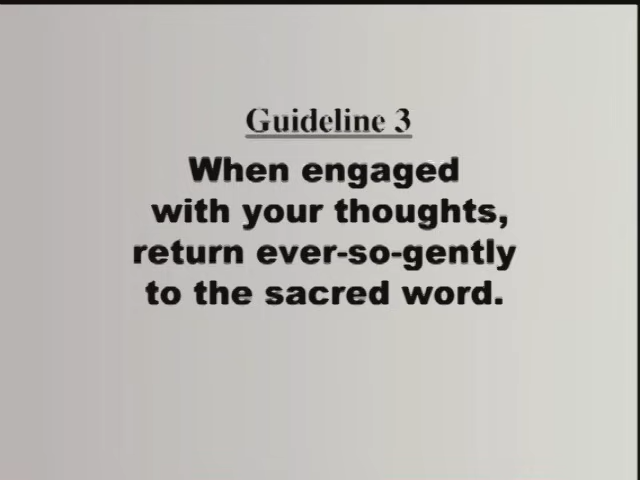 Guideline 3
When engaged
with your thoughts,
return ever-so-gently
to the sacred word.